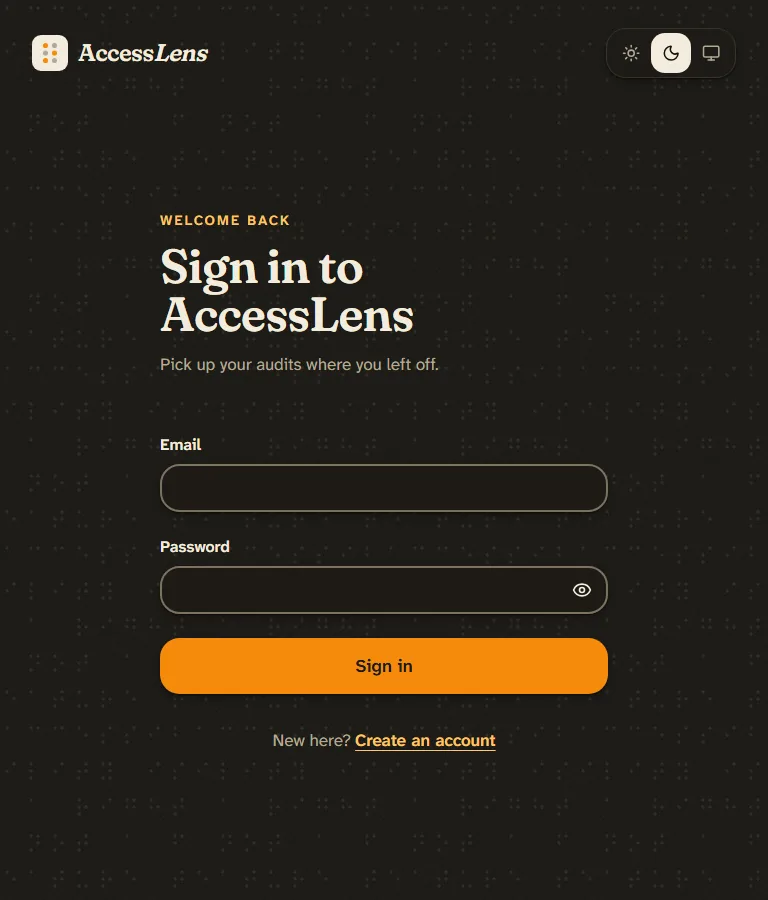 AccessLens
WELCOME BACK
Sign in to
AccessLens
Pick up your audits where you left off.
Email
Password
Sign in
New here? Create an account